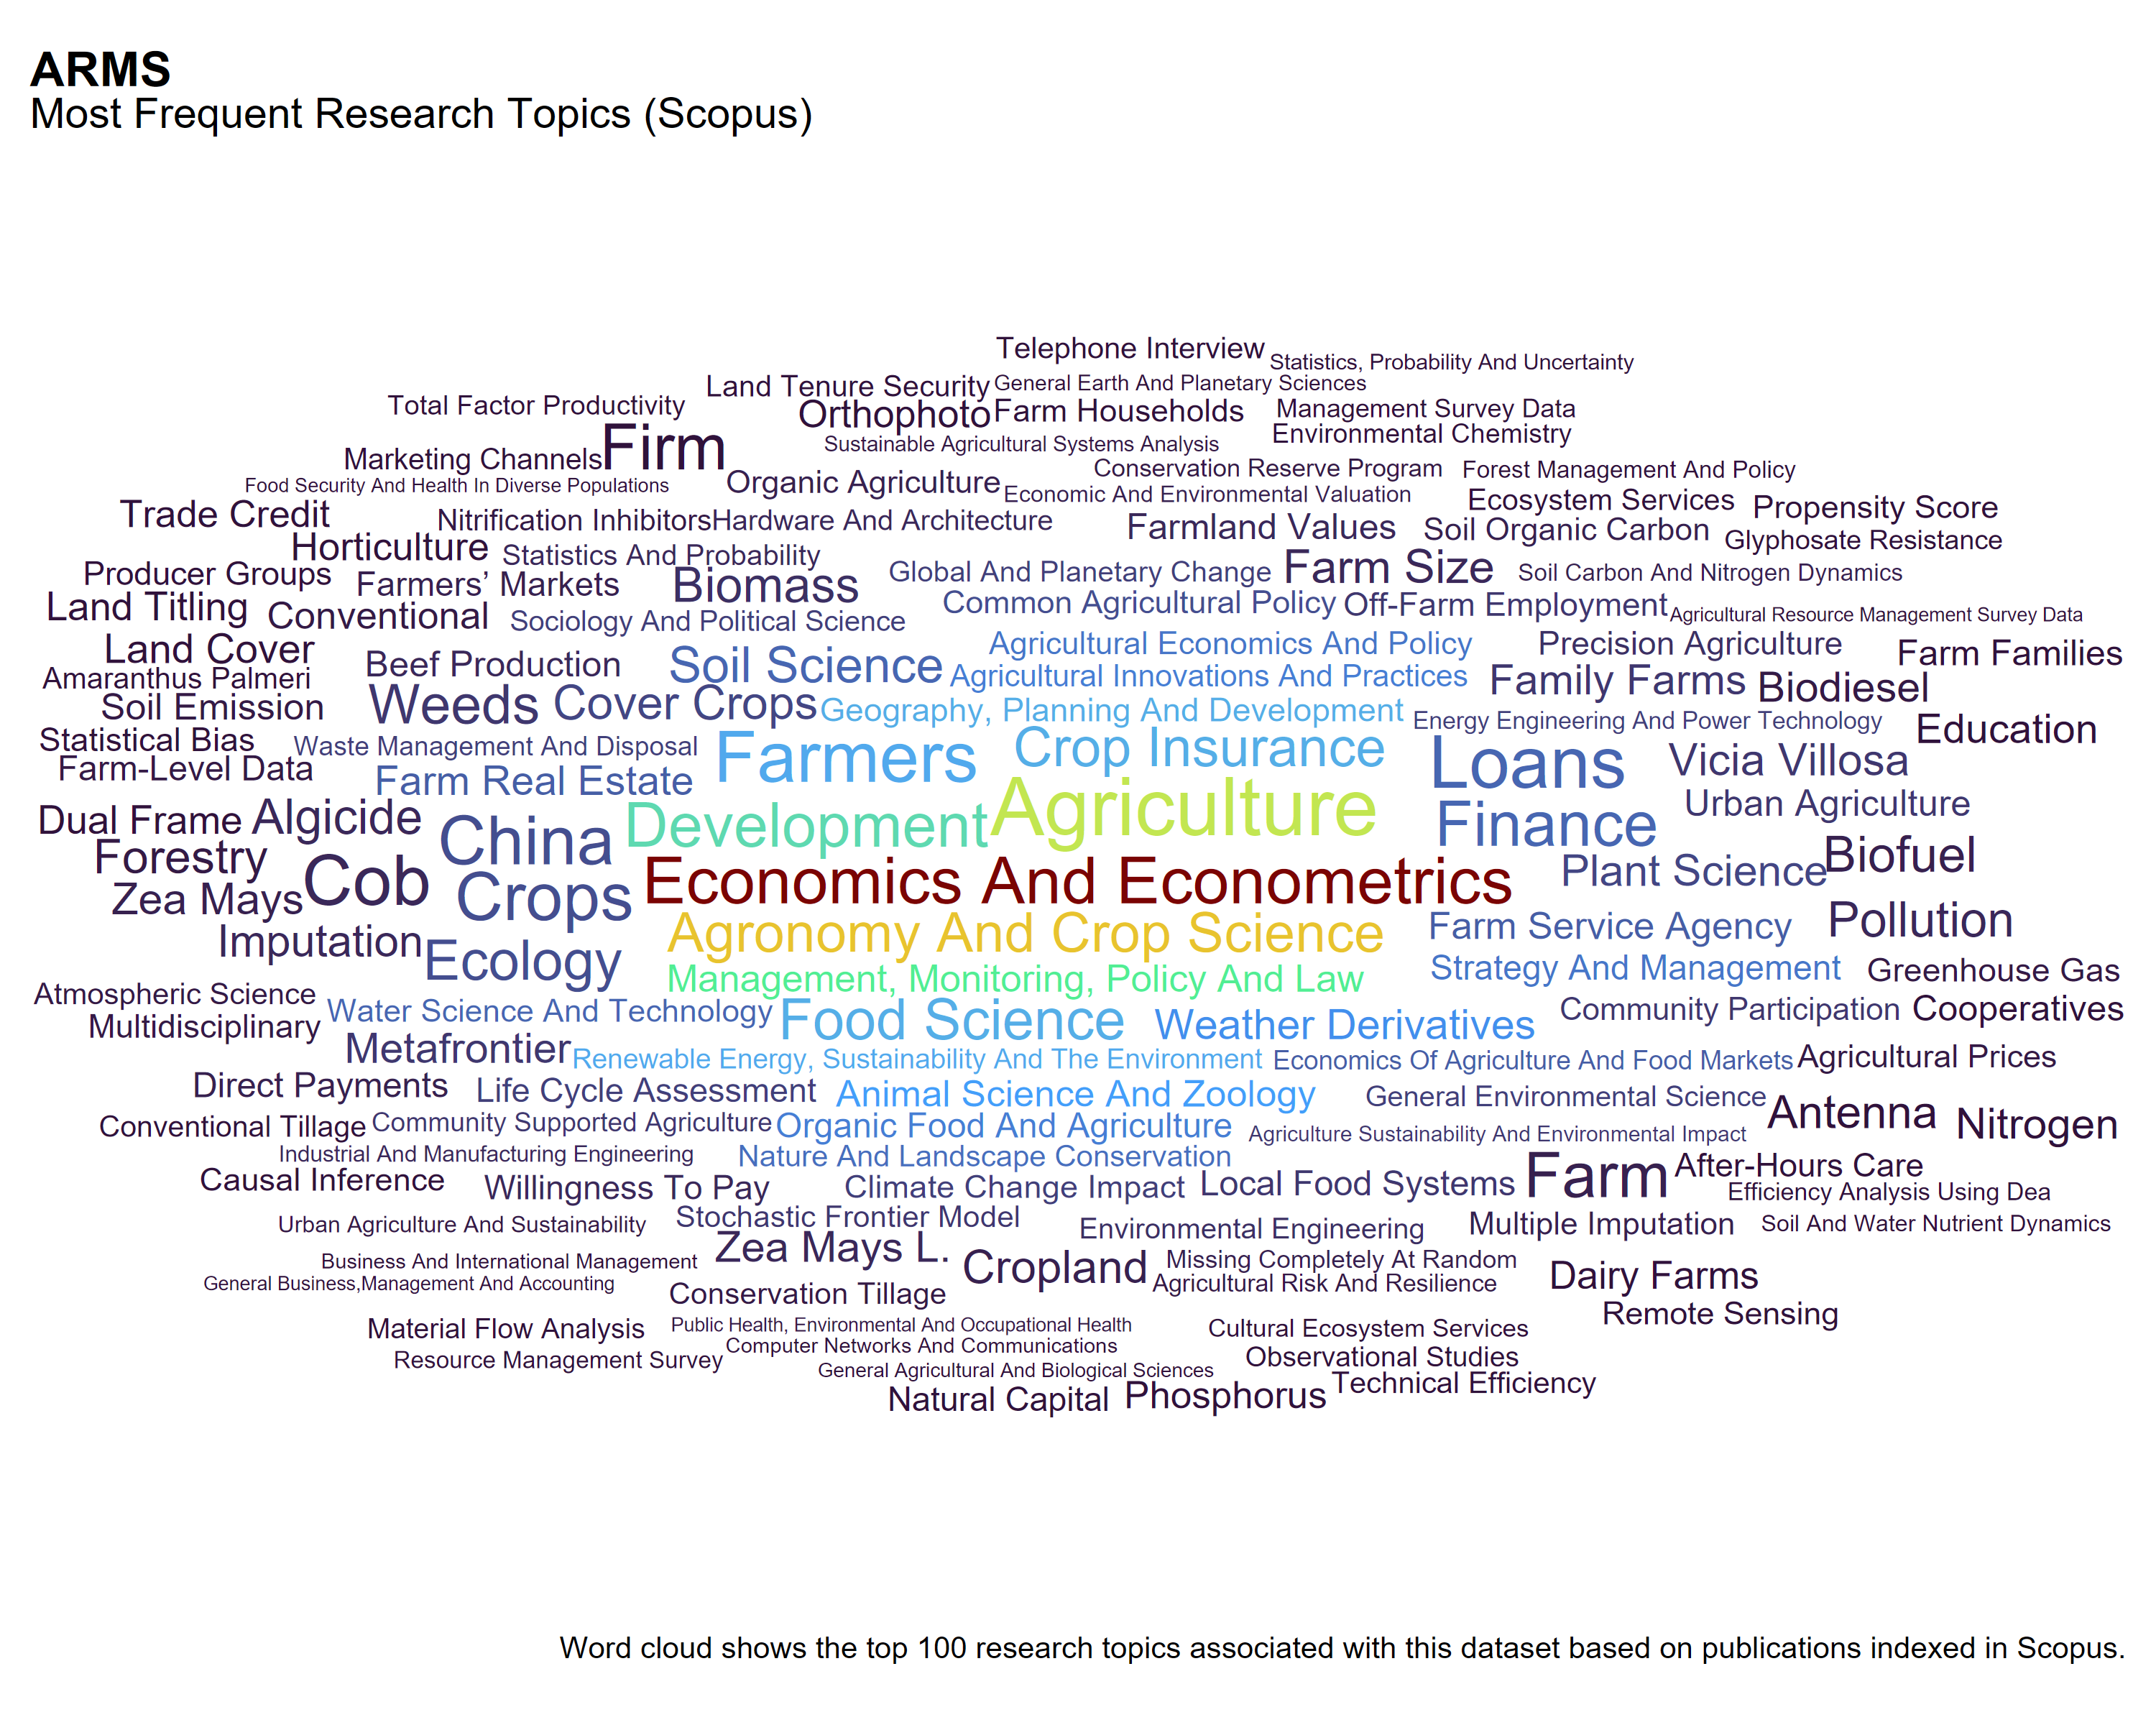 ARMS
Most Frequent Research Topics (Scopus)
Telephone Interview
Statistics, Probability And Uncertainty
Land Tenure Security
General Earth And Planetary Sciences
Total Factor Productivity
Orthophoto
Farm Households
Management Survey Data
Firm
Sustainable Agricultural Systems Analysis
Environmental Chemistry
Marketing Channels
Conservation Reserve Program
Forest Management And Policy
Food Security And Health In Diverse Populations
Organic Agriculture
Economic And Environmental Valuation
Ecosystem Services
Propensity Score
Trade Credit
Nitrification Inhibitors
Hardware And Architecture
Farmland Values
Soil Organic Carbon
Glyphosate Resistance
Horticulture
Statistics And Probability
Producer Groups
Farmers’ Markets
Biomass
Global And Planetary Change
Farm Size
Soil Carbon And Nitrogen Dynamics
Land Titling
Conventional
Sociology And Political Science
Common Agricultural Policy
Off-Farm Employment
Agricultural Resource Management Survey Data
Land Cover
Beef Production
Soil Science
Agricultural Economics And Policy
Precision Agriculture
Farm Families
Amaranthus Palmeri
Agricultural Innovations And Practices
Family Farms
Biodiesel
Soil Emission
Weeds
Cover Crops
Geography, Planning And Development
Energy Engineering And Power Technology
Education
Statistical Bias
Waste Management And Disposal
Farmers
Crop Insurance
Loans
Vicia Villosa
Farm-Level Data
Farm Real Estate
Agriculture
Urban Agriculture
Dual Frame
Algicide
China
Development
Finance
Forestry
Cob
Economics And Econometrics
Plant Science
Biofuel
Zea Mays
Crops
Imputation
Agronomy And Crop Science
Farm Service Agency
Pollution
Ecology
Management, Monitoring, Policy And Law
Strategy And Management
Greenhouse Gas
Atmospheric Science
Water Science And Technology
Food Science
Weather Derivatives
Community Participation
Cooperatives
Multidisciplinary
Metafrontier
Renewable Energy, Sustainability And The Environment
Economics Of Agriculture And Food Markets
Agricultural Prices
Direct Payments
Life Cycle Assessment
Animal Science And Zoology
General Environmental Science
Antenna
Nitrogen
Conventional Tillage
Community Supported Agriculture
Organic Food And Agriculture
Agriculture Sustainability And Environmental Impact
Industrial And Manufacturing Engineering
Nature And Landscape Conservation
Farm
After-Hours Care
Causal Inference
Willingness To Pay
Climate Change Impact
Local Food Systems
Efficiency Analysis Using Dea
Urban Agriculture And Sustainability
Stochastic Frontier Model
Environmental Engineering
Multiple Imputation
Soil And Water Nutrient Dynamics
Business And International Management
Zea Mays L.
Cropland
Missing Completely At Random
Dairy Farms
General Business,Management And Accounting
Conservation Tillage
Agricultural Risk And Resilience
Remote Sensing
Material Flow Analysis
Public Health, Environmental And Occupational Health
Cultural Ecosystem Services
Resource Management Survey
Computer Networks And Communications
Observational Studies
General Agricultural And Biological Sciences
Natural Capital
Phosphorus
Technical Efficiency
Word cloud shows the top 100 research topics associated with this dataset based on publications indexed in Scopus.